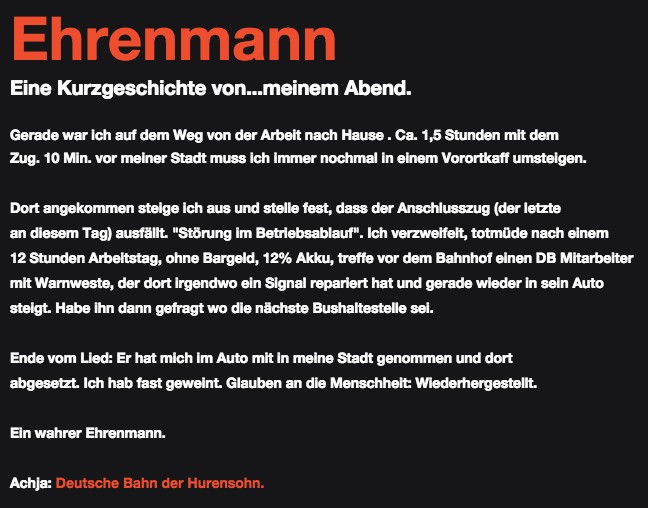 Ehrenmann
Eine Kurzgeschichte von...meinem Abend.
Gerade war ich auf dem Weg von der Arbeit nach Hause . Ca. 1,5 Stunden mit dem
Zug. 10 Min. vor meiner Stadt muss ich immer nochmal in einem Vorortkaff umsteigen.
Dort angekommen steige ich aus und stelle fest, dass der Anschlusszug (der letzte
an diesem Tag) ausfällt. "Störung im Betriebsablauf". Ich verzweifelt, totmüde nach einem
12 Stunden Arbeitstag, ohne Bargeld, 12% Akku, treffe vor dem Bahnhof einen DB Mitarbeiter
mit Warnweste, der dort irgendwo ein Signal repariert hat und gerade wieder in sein Auto
steigt. Habe ihn dann gefragt wo die nächste Bushaltestelle sei.
Ende vom Lied: Er hat mich im Auto mit in meine Stadt genommen und dort
abgesetzt. Ich hab fast geweint. Glauben an die Menschheit: Wiederhergestellt.
Ein wahrer Ehrenmann.
Achja: Deutsche Bahn der Hurensohn.